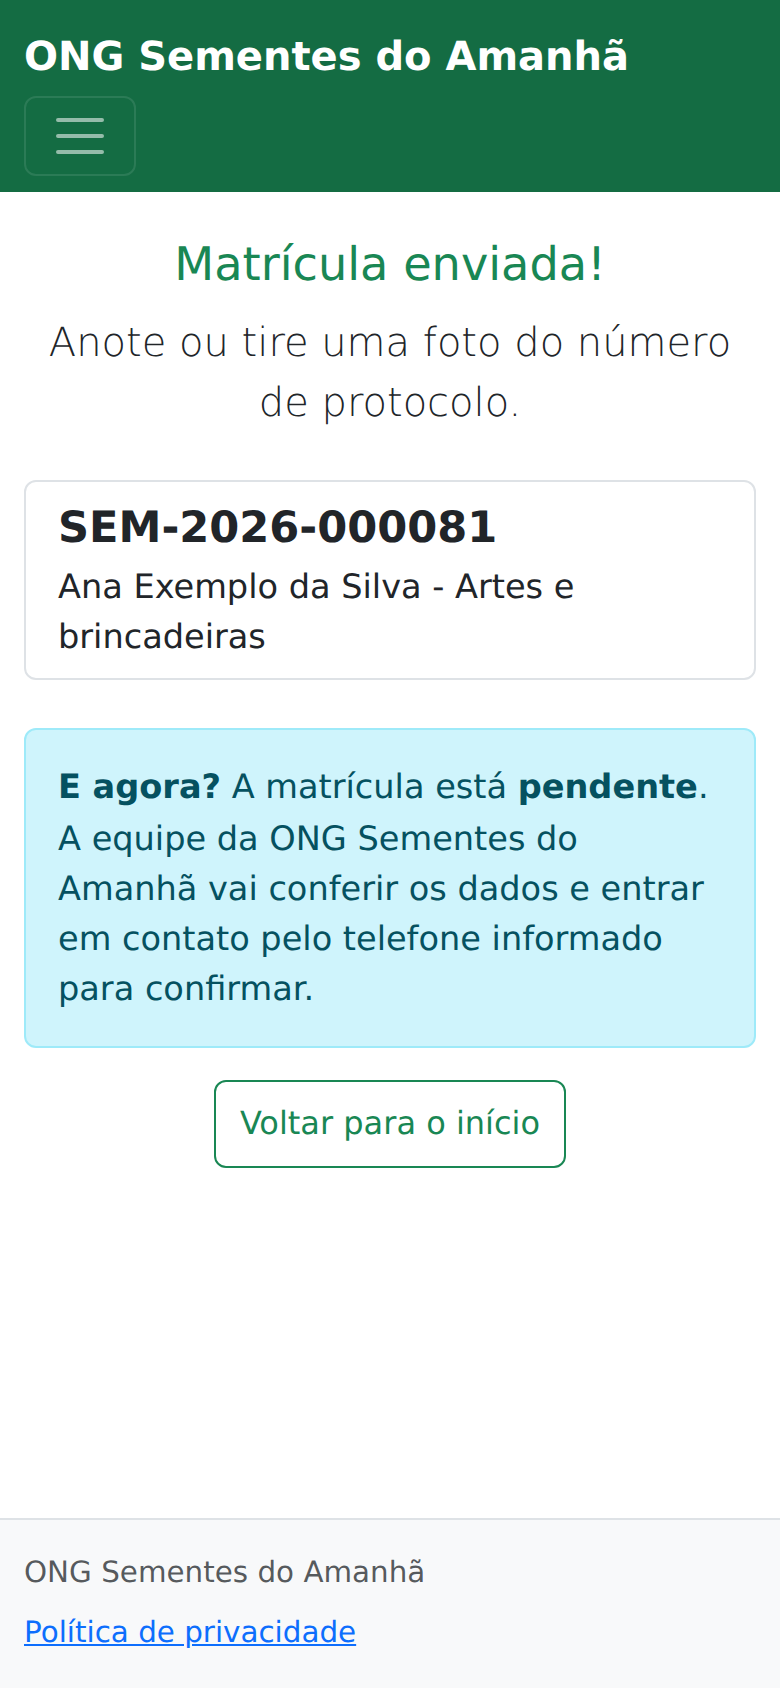 ONG Sementes do Amanhã
Matrícula enviada!
Anote ou tire uma foto do número
de protocolo.
SEM-2026-000081
Ana Exemplo da Silva - Artes e
brincadeiras
E agora? A matrícula está pendente.
A equipe da ONG Sementes do
Amanhã vai conferir os dados e entrar
em contato pelo telefone informado
para confirmar.
Voltar para o início
ONG Sementes do Amanhã
Política de privacidade